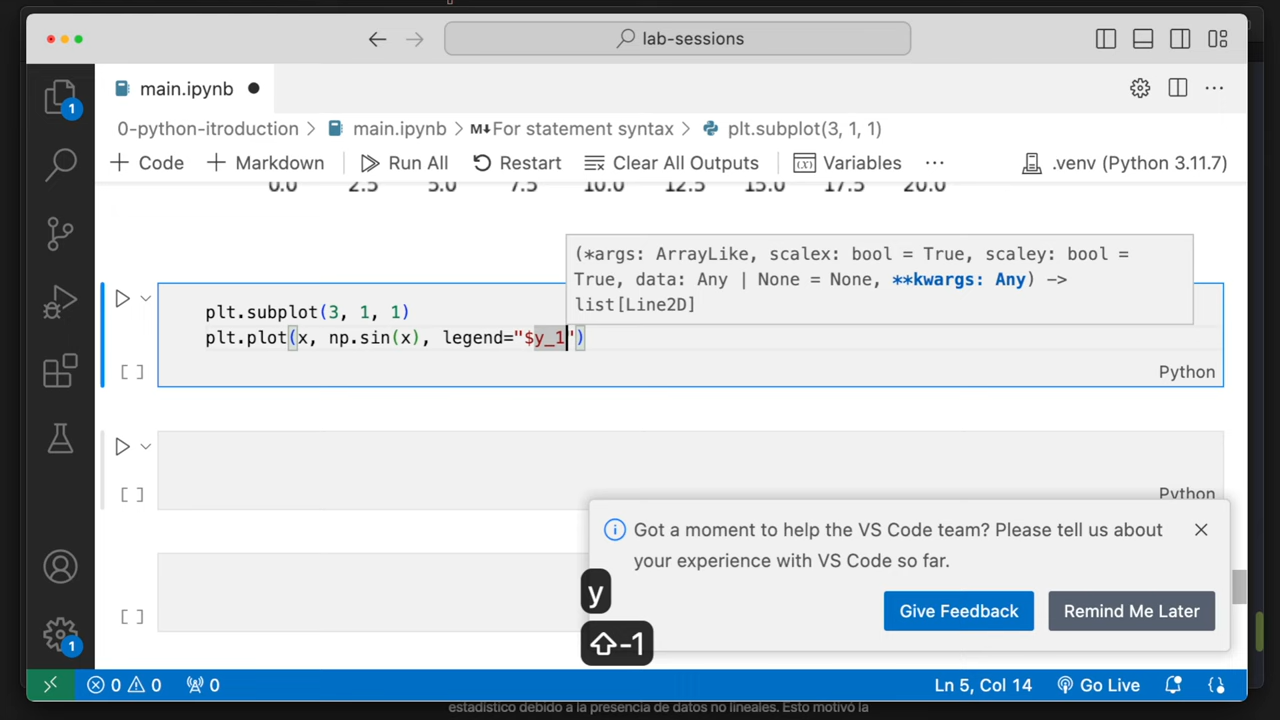 lab-sessions
main.ipynb
0-python-itroduction > main.ipynb > M↓For statement syntax > plt.subplot(3, 1, 1)
+ Code + Markdown Run All Restart Clear All Outputs Variables ... .venv (Python 3.11.7)
0.0 2.5 5.0 7.5 10.0 12.5 15.0 17.5 20.0
(*args: ArrayLike, scalex: bool = True, scaley: bool =
True, data: Any | None = None, **kwargs: Any) ->
list[Line2D]
plt.subplot(3, 1, 1)
plt.plot(x, np.sin(x), legend="$y_1")
[ ]
Python
[ ]
Python
[ ]
Got a moment to help the VS Code team? Please tell us about
your experience with VS Code so far.
Give Feedback
Remind Me Later
y
⇧-1
1
1
0 0 0
Ln 5, Col 14
Go Live
estadístico debido a la presencia de datos no lineales. Esto motivó la